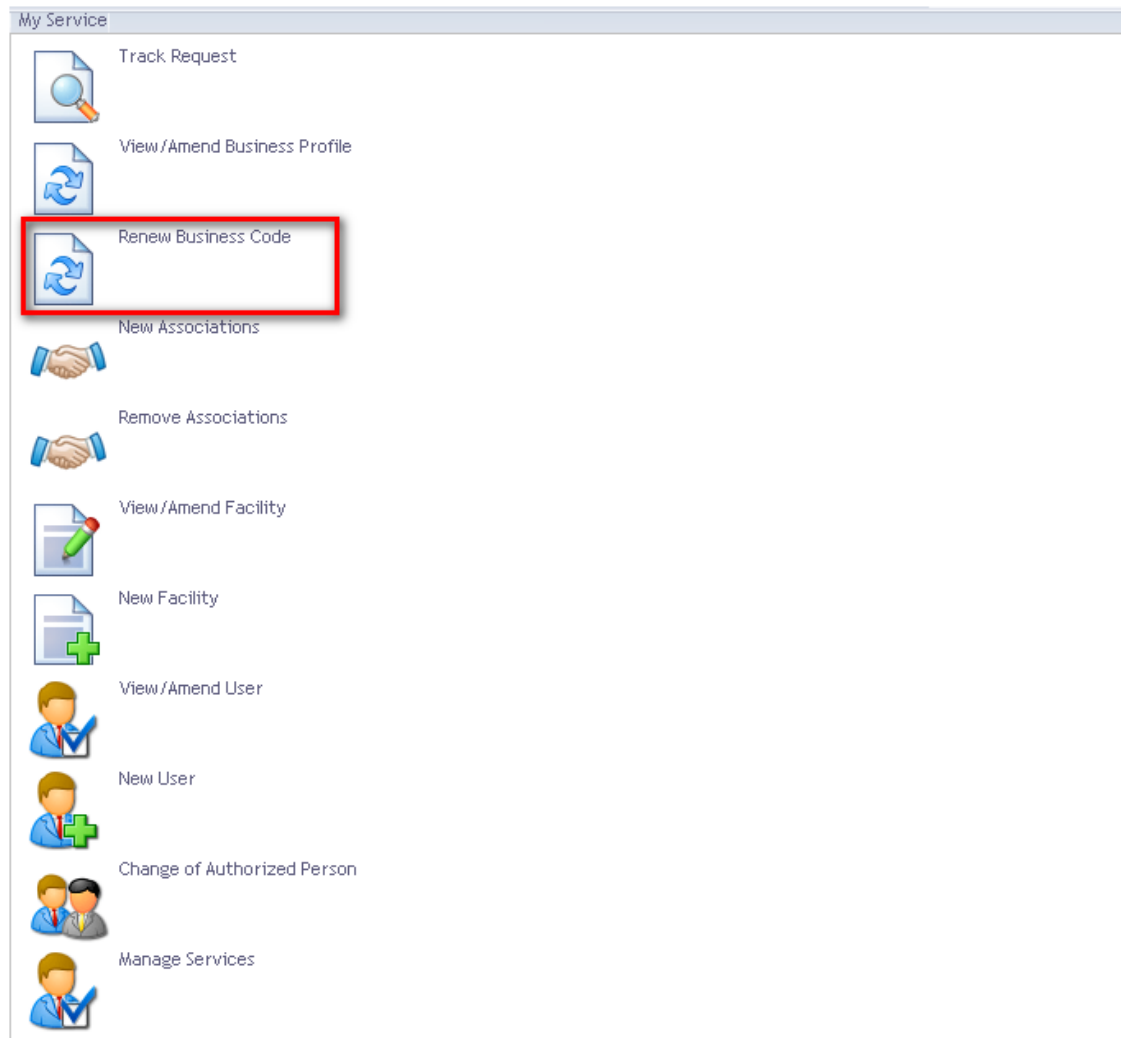 My Service
Track Request
View/Amend Business Profile
Renew Business Code
New Associations
Remove Associations
View/Amend Facility
New Facility
View/Amend User
New User
Change of Authorized Person
Manage Services